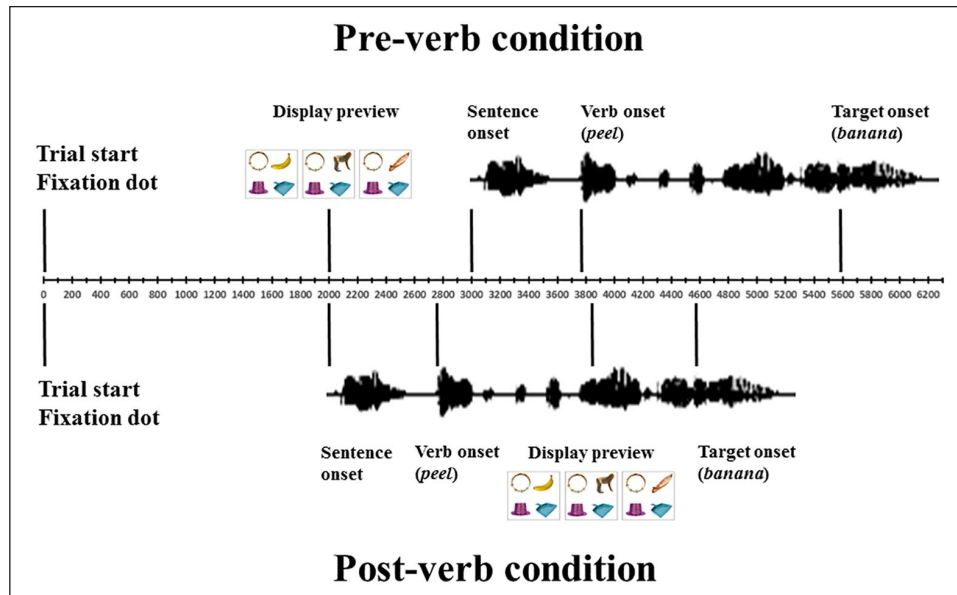 Pre-verb condition
Display preview
Sentence
onset
Verb onset
(peel)
Target onset
(banana)
Trial start
Fixation dot
0 200 400 600 800 1000 1200 1400 1600 1800 2000 2200 2400 2600 2800 3000 3200 3400 3600 3800 4000 4200 4400 4600 4800 5000 5200 5400 5600 5800 6000 6200
Trial start
Fixation dot
Sentence
onset
Verb onset
(peel)
Display preview
Target onset
(banana)
Post-verb condition